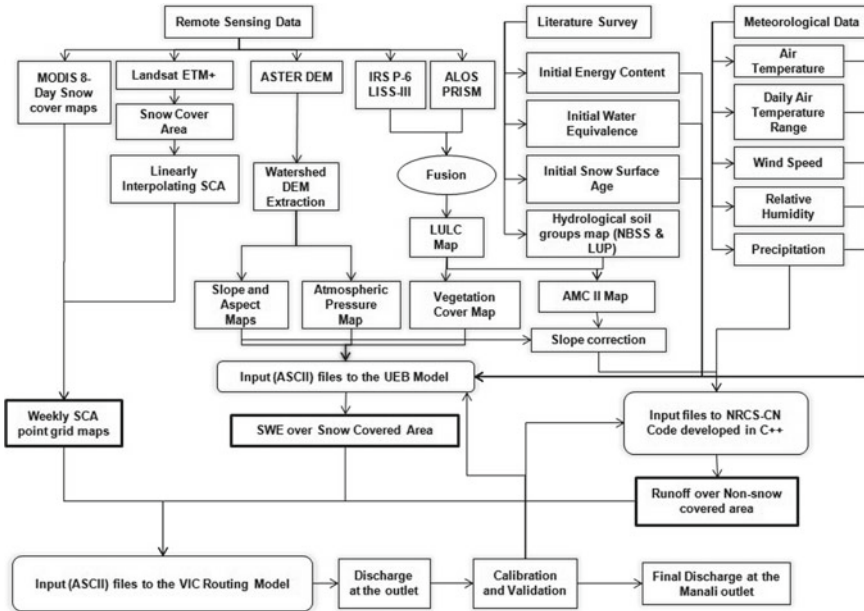 Remote Sensing Data
Literature Survey
Meteorological Data
MODIS 8-
Day Snow
cover maps
Landsat ETM+
ASTER DEM
IRS P-6
LISS-III
ALOS
PRISM
Initial Energy Content
Air
Temperature
Snow Cover
Area
Initial Water
Equivalence
Daily Air
Temperature
Range
Linearly
Interpolating SCA
Watershed
DEM
Extraction
Fusion
Initial Snow Surface
Age
Wind Speed
LULC
Map
Hydrological soil
groups map (NBSS &
LUP)
Relative
Humidity
Precipitation
Slope and
Aspect
Maps
Atmospheric
Pressure
Map
Vegetation
Cover Map
AMC II Map
Slope correction
Input (ASCII) files to the UEB Model
Weekly SCA
point grid maps
SWE over Snow Covered Area
Input files to NRCS-CN
Code developed in C++
Runoff over Non-snow
covered area
Input (ASCII) files to the VIC Routing Model
Discharge
at the outlet
Calibration
and Validation
Final Discharge at the
Manali outlet